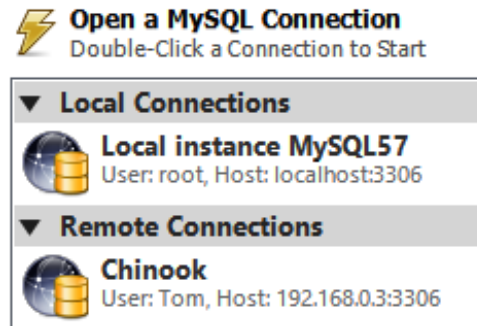 Open a MySQL Connection
Double-Click a Connection to Start
Local Connections
Local instance MySQL57
User: root, Host: localhost:3306
Remote Connections
Chinook
User: Tom, Host: 192.168.0.3:3306